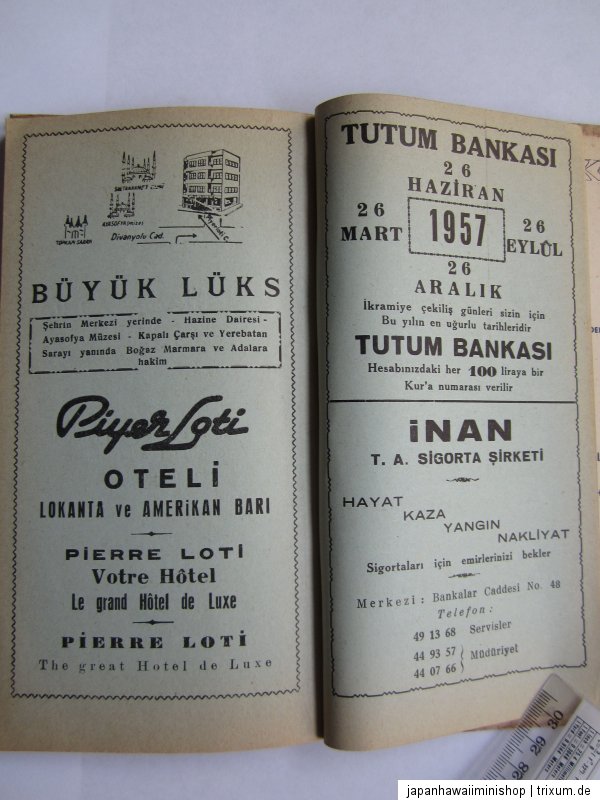 SULTANAHMET CAMİİ
AYASOFYA (müze)
TOPKAPI SARAYI
Divanyolu Cad.
BÜYÜK LÜKS
Şehrin Merkezi yerinde - Hazine Dairesi -
Ayasofya Müzesi - Kapalı Çarşı ve Yerebatan
Sarayı yanında Boğaz Marmara ve Adalara
hakim
Piyer Loti
OTELİ
LOKANTA ve AMERİKAN BARI
PİERRE LOTİ
Votre Hôtel
Le grand Hôtel de Luxe
PİERRE LOTİ
The great Hotel de Luxe
TUTUM BANKASI
26
HAZİRAN
26
MART
1957
26
EYLÛL
26
ARALIK
İkramiye çekiliş günleri sizin için
Bu yılın en uğurlu tarihleridir
TUTUM BANKASI
Hesabınızdaki her 100 liraya bir
Kur'a numarası verilir
İNAN
T. A. SİGORTA ŞİRKETİ
HAYAT
KAZA
YANGIN
NAKLİYAT
Sigortaları için emirlerinizi bekler
Merkezi: Bankalar Caddesi No. 48
Telefon:
49 13 68 Servisler
44 93 57
44 07 66
Müdüriyet
28 29 30
japanhawaiiminishop | trixum.de